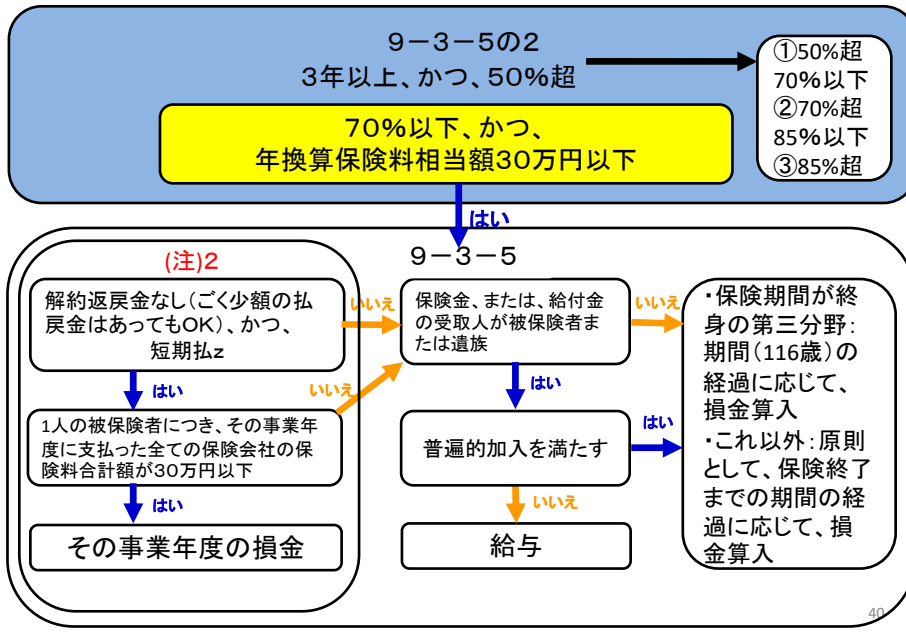 9-3-5の2
3年以上、かつ、50%超
①50%超
70%以下
②70%超
85%以下
③85%超
70%以下、かつ、
年換算保険料相当額30万円以下
はい
(注)2
9-3-5
解約返戻金なし(ごく少額の払
戻金はあってもOK)、かつ、
短期払z
いいえ
保険金、または、給付金
の受取人が被保険者ま
たは遺族
いいえ
・保険期間が終
身の第三分野:
期間(116歳)の
経過に応じて、
損金算入
・これ以外:原則
として、保険終了
までの期間の経
過に応じて、損
金算入
はい
いいえ
はい
1人の被保険者につき、その事業年
度に支払った全ての保険会社の保
険料合計額が30万円以下
普遍的加入を満たす
はい
はい
いいえ
その事業年度の損金
給与
40